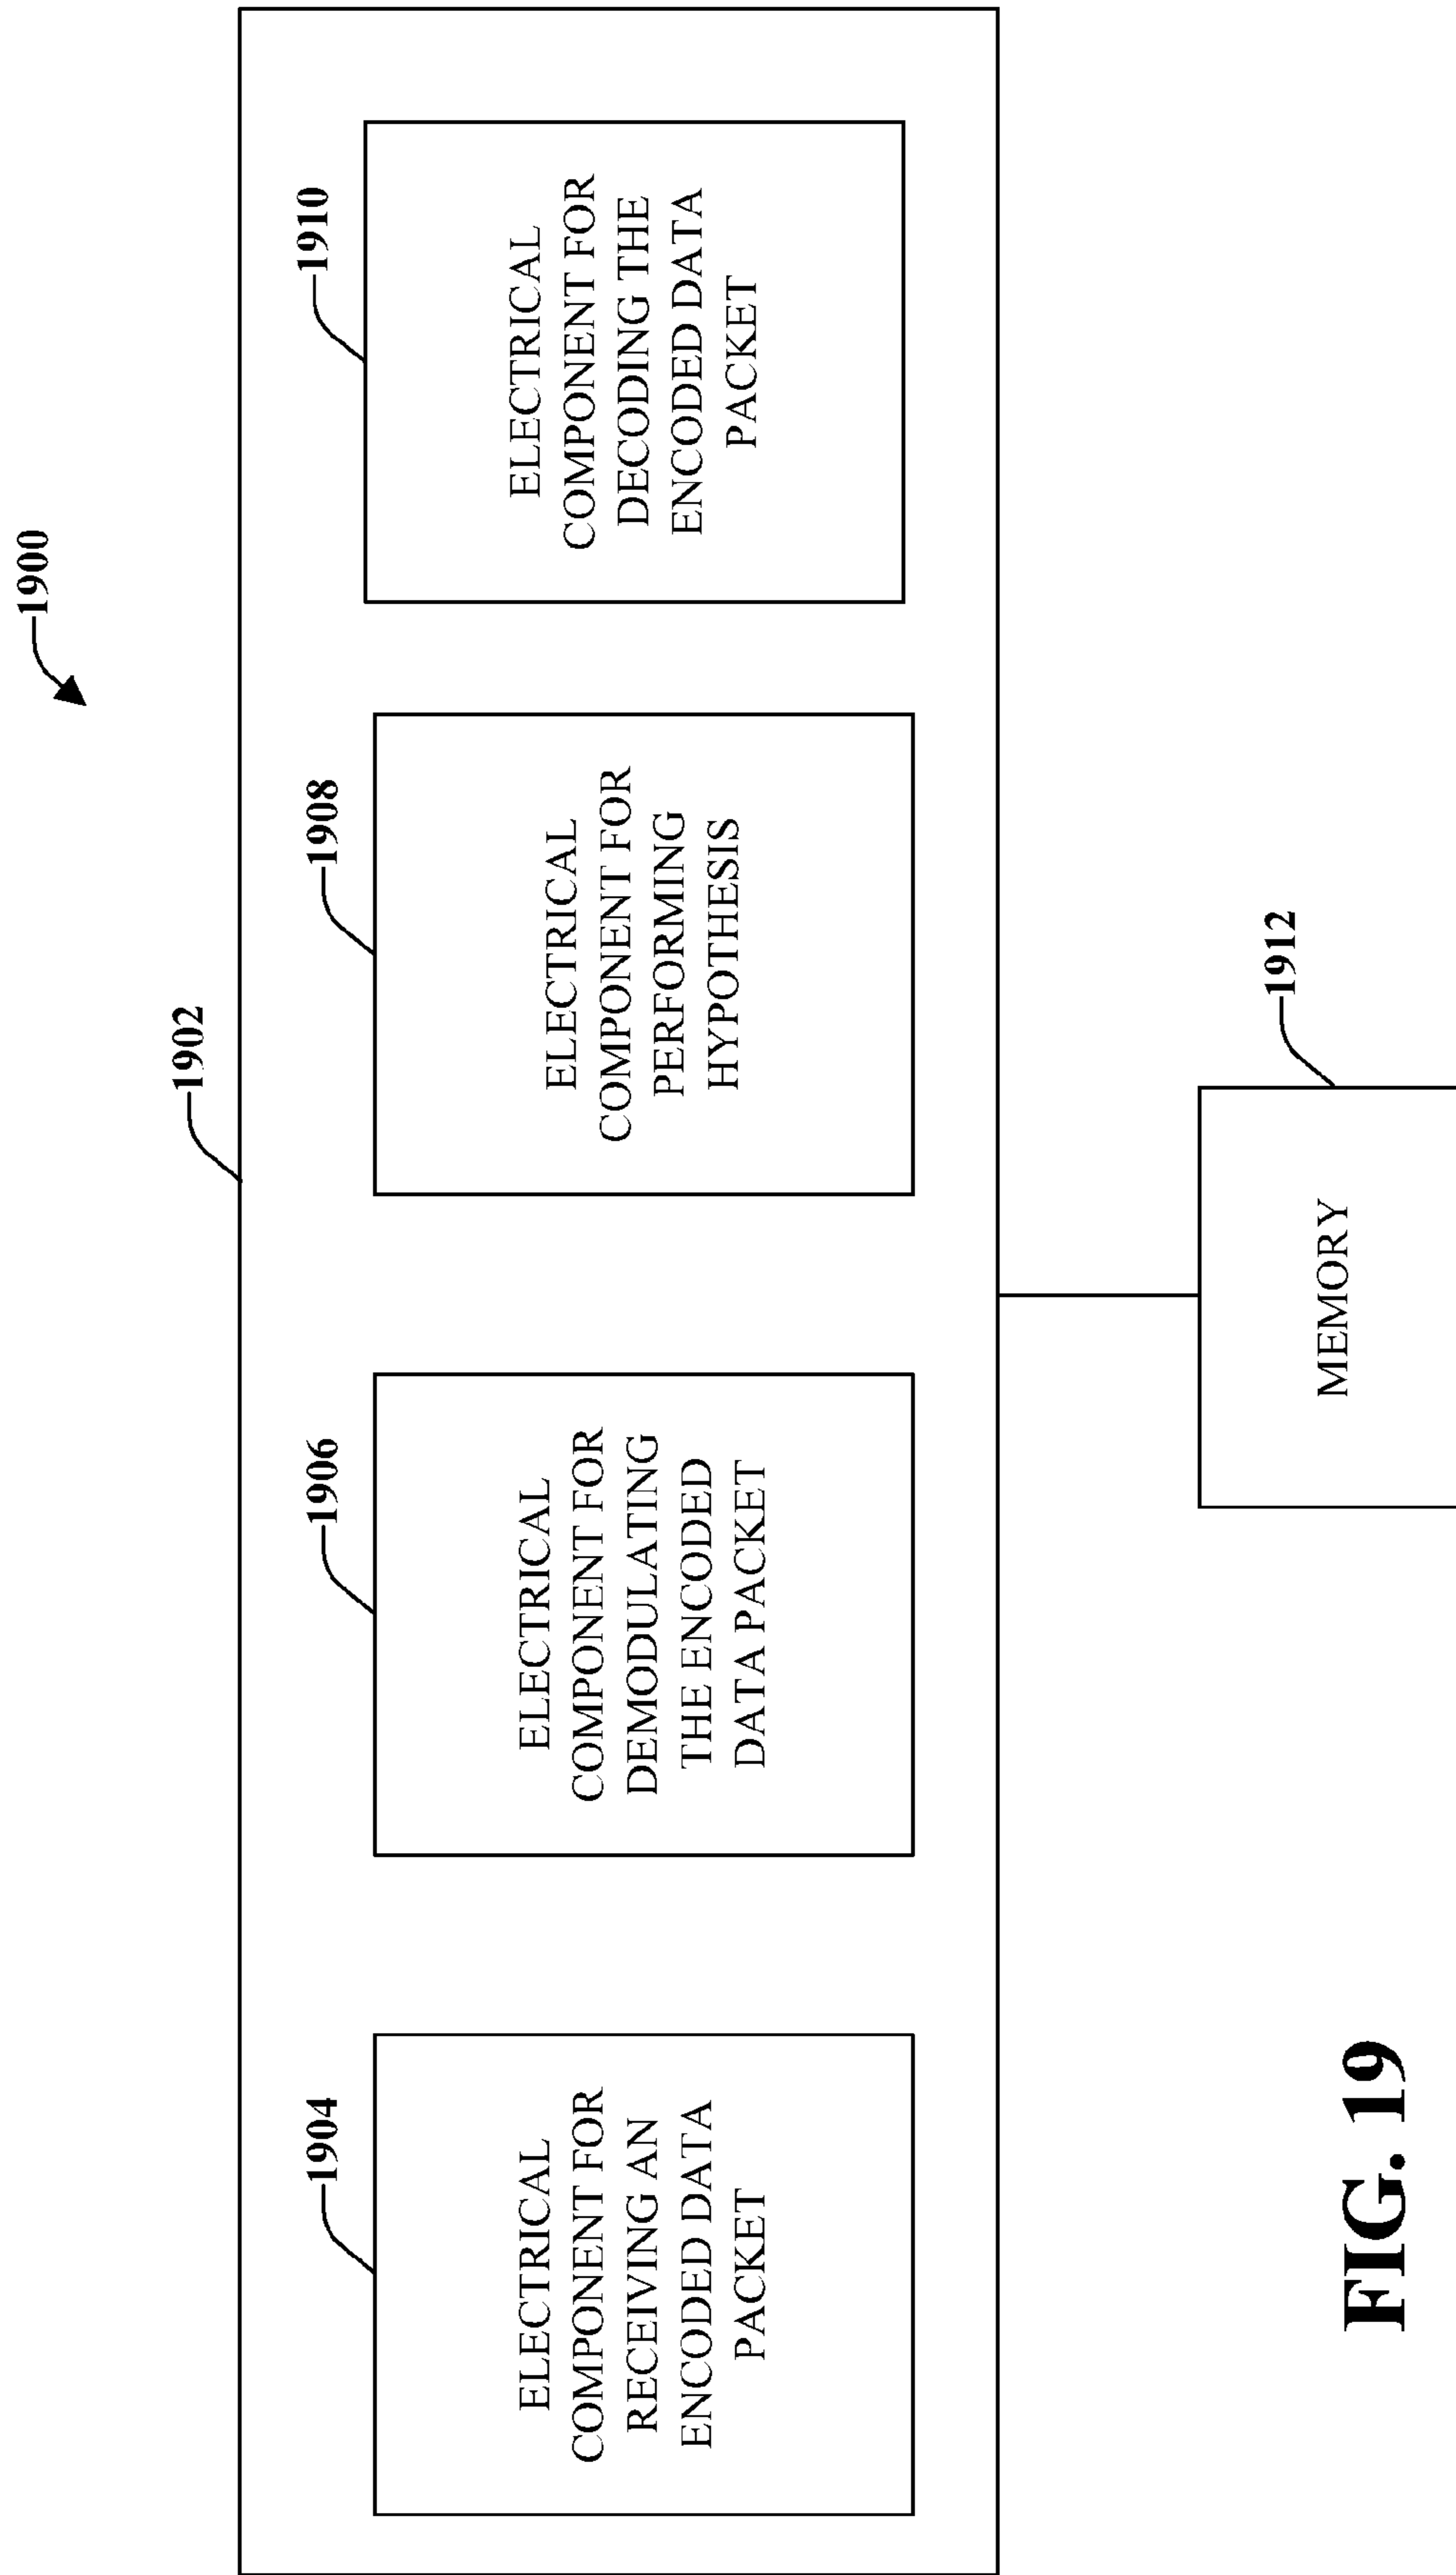 1900
1902
1904
ELECTRICAL
COMPONENT FOR
RECEIVING AN
ENCODED DATA
PACKET
1906
ELECTRICAL
COMPONENT FOR
DEMODULATING
THE ENCODED
DATA PACKET
1908
ELECTRICAL
COMPONENT FOR
PERFORMING
HYPOTHESIS
1910
ELECTRICAL
COMPONENT FOR
DECODING THE
ENCODED DATA
PACKET
1912
MEMORY
FIG. 19